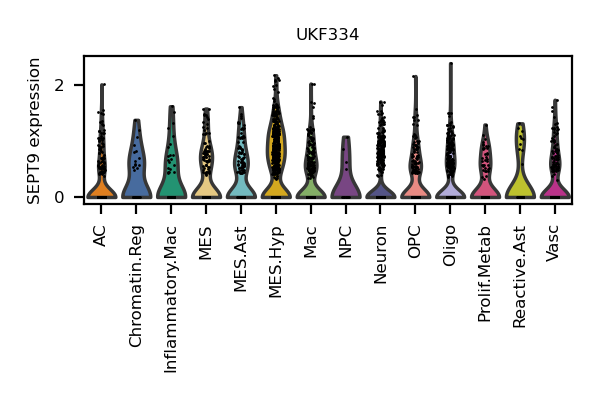 UKF334
SEPT9 expression
2
0
AC
Chromatin.Reg
Inflammatory.Mac
MES
MES.Ast
MES.Hyp
Mac
NPC
Neuron
OPC
Oligo
Prolif.Metab
Reactive.Ast
Vasc